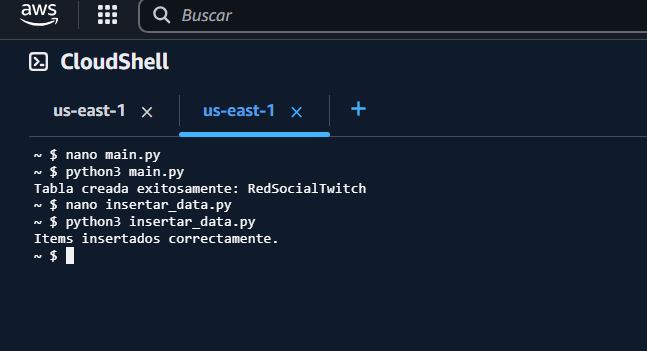 aws
Buscar
CloudShell
us-east-1 × us-east-1 × +
~ $ nano main.py
~ $ python3 main.py
Tabla creada exitosamente: RedSocialTwitch
~ $ nano insertar_data.py
~ $ python3 insertar_data.py
Items insertados correctamente.
~ $